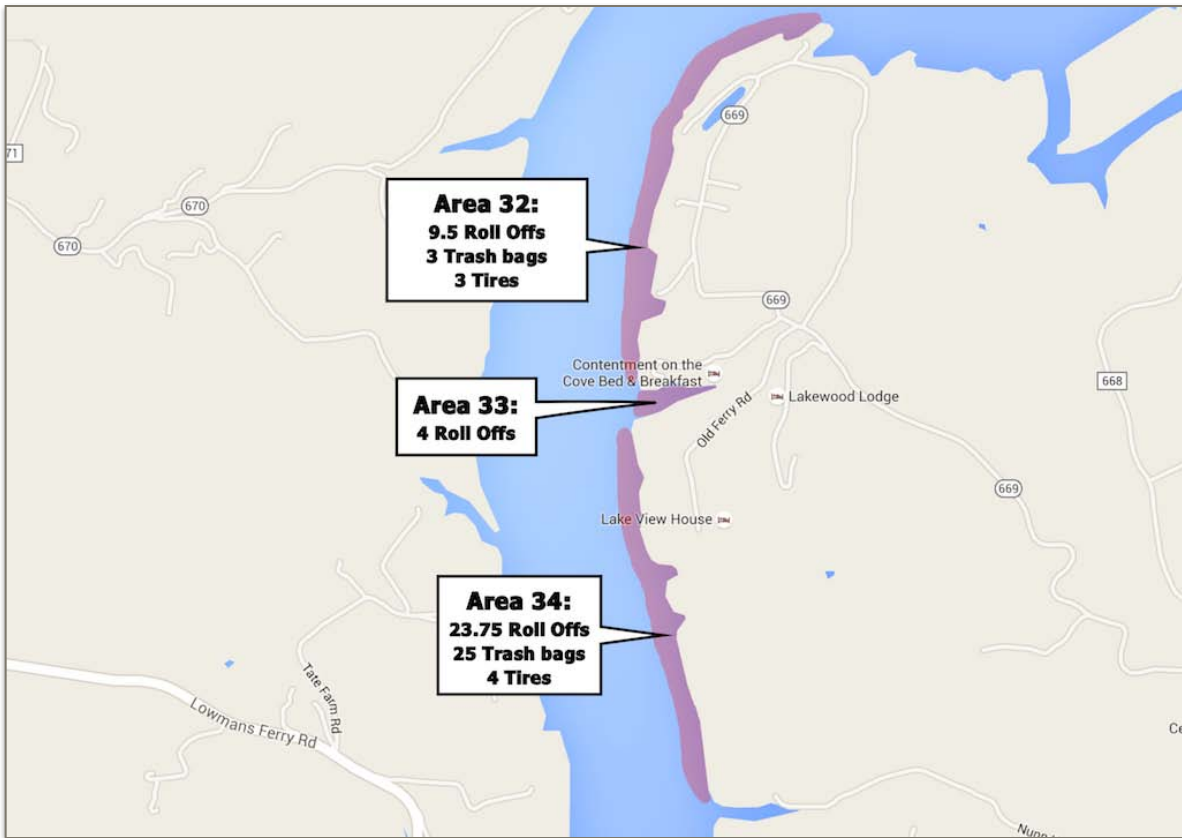 669
71
670
670
Area 32:
9.5 Roll Offs
3 Trash bags
3 Tires
669
Contentment on the
Cove Bed & Breakfast
668
Lakewood Lodge
Area 33:
4 Roll Offs
Old Ferry Rd
669
Lake View House
Area 34:
23.75 Roll Offs
25 Trash bags
4 Tires
Tate Farm Rd
Lowmans Ferry Rd
Ce
Nunn